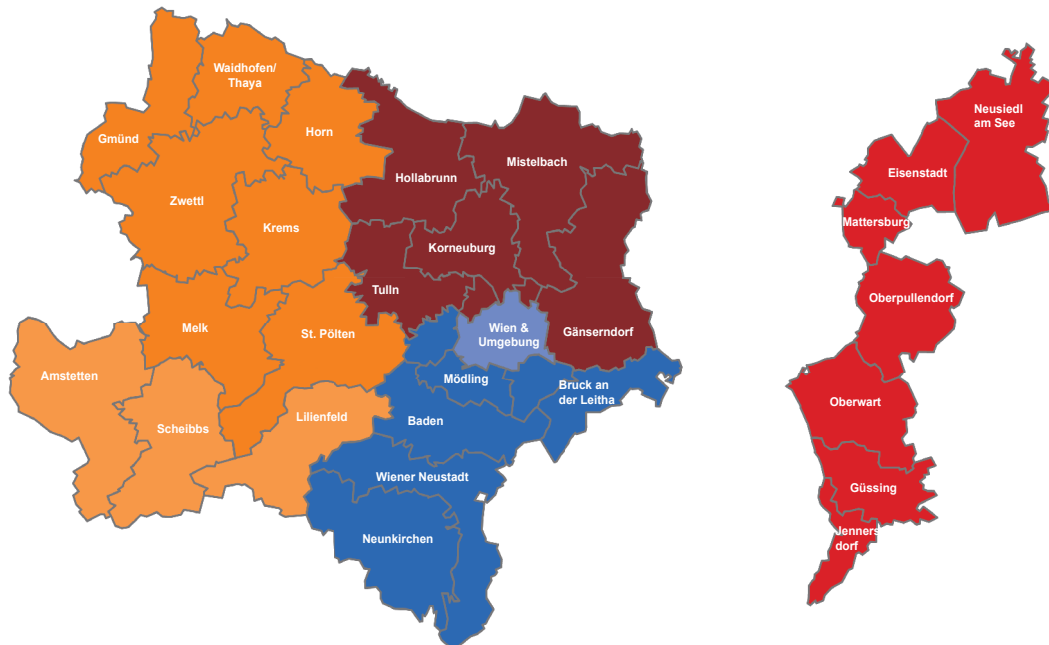 Waidhofen/
Thaya
Gmünd
Horn
Zwettl
Krems
Hollabrunn
Mistelbach
Korneuburg
Tulln
Gänserndorf
Wien &
Umgebung
Melk
St. Pölten
Amstetten
Scheibbs
Lilienfeld
Mödling
Bruck an
der Leitha
Baden
Wiener Neustadt
Neunkirchen
Neusiedl
am See
Eisenstadt
Mattersburg
Oberpullendorf
Oberwart
Güssing
Jenners
dorf